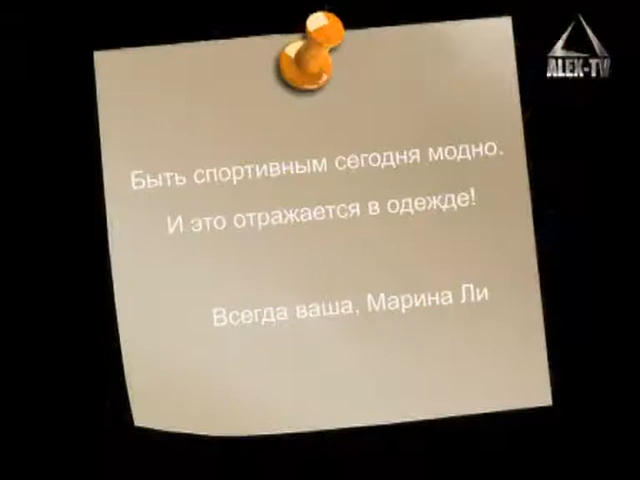 ALEX-TV
Быть спортивным сегодня модно.
И это отражается в одежде!
Всегда ваша, Марина Ли